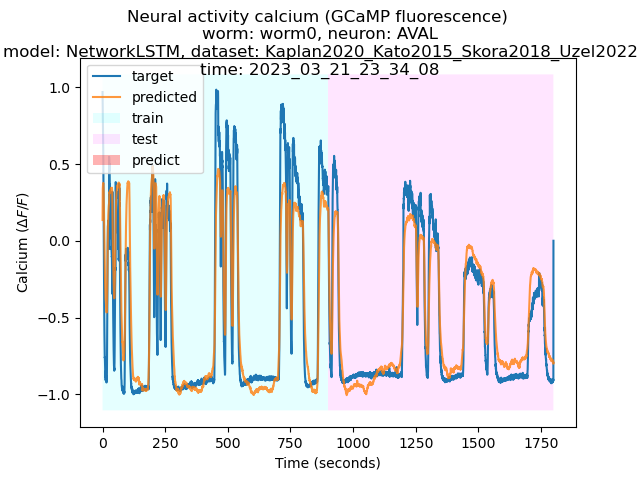 Neural activity calcium (GCaMP fluorescence)
worm: worm0, neuron: AVAL
model: NetworkLSTM, dataset: Kaplan2020_Kato2015_Skora2018_Uzel2022
time: 2023_03_21_23_34_08
target
predicted
train
test
predict
1.0
0.5
0.0
−0.5
−1.0
Calcium (ΔF/F)
0
250
500
750
1000
1250
1500
1750
Time (seconds)